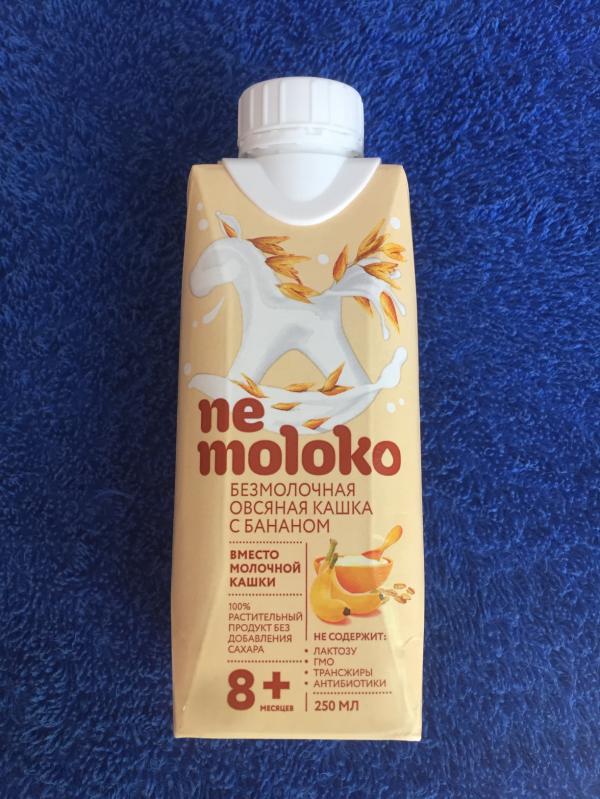 ne
moloko
БЕЗМОЛОЧНАЯ
ОВСЯНАЯ КАШКА
С БАНАНОМ
ВМЕСТО
МОЛОЧНОЙ
КАШКИ
100%
РАСТИТЕЛЬНЫЙ
ПРОДУКТ БЕЗ
ДОБАВЛЕНИЯ
САХАРА
8+
МЕСЯЦЕВ
НЕ СОДЕРЖИТ:
• ЛАКТОЗУ
• ГМО
• ТРАНСЖИРЫ
• АНТИБИОТИКИ
250 МЛ